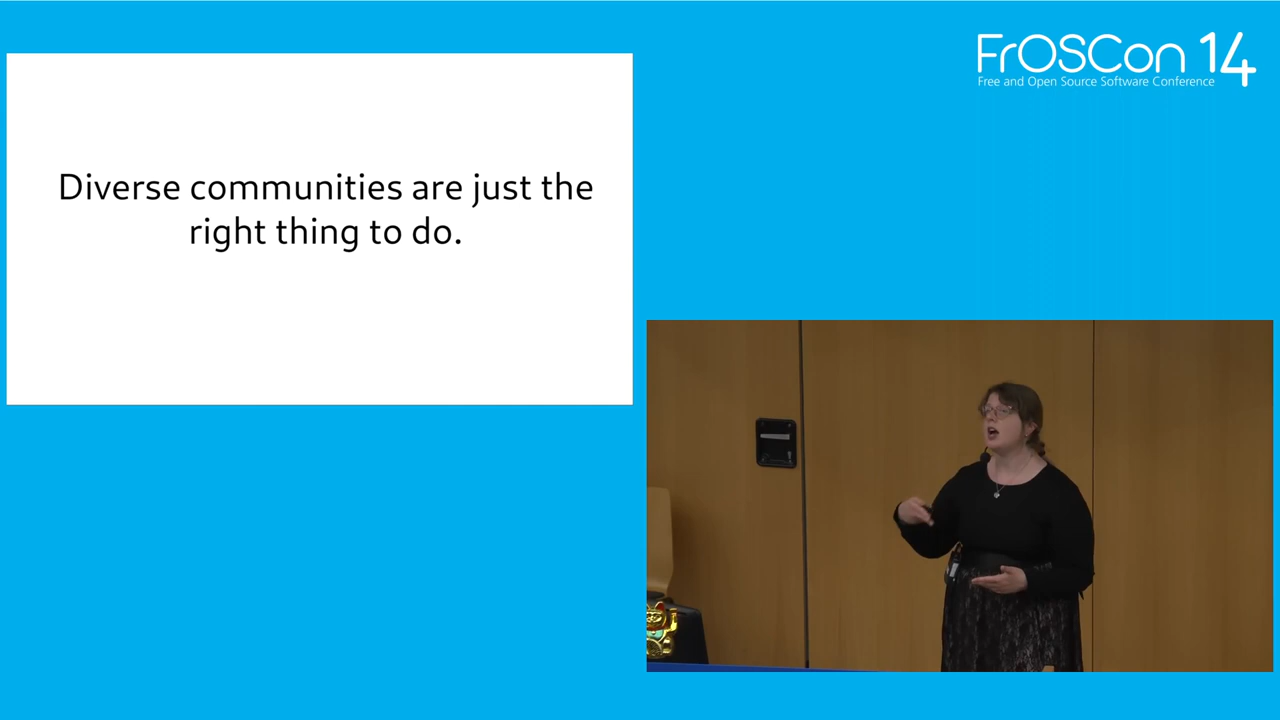 FrOSCon 14
Free and Open Source Software Conference
Diverse communities are just the
right thing to do.